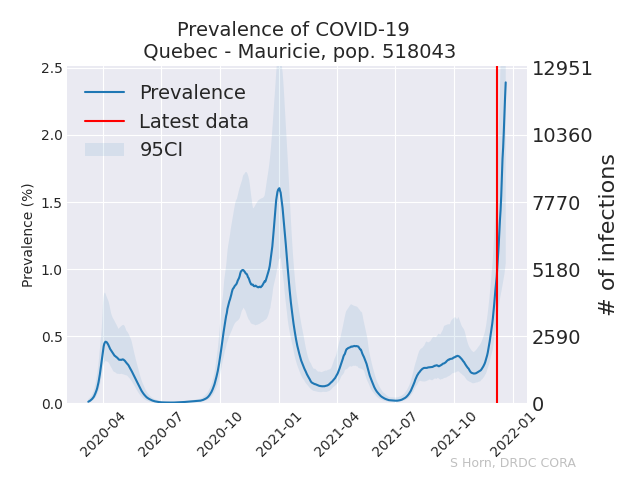 Prevalence of COVID-19
Quebec - Mauricie, pop. 518043
Prevalence
Latest data
95CI
Prevalence (%)
2.5
2.0
1.5
1.0
0.5
0.0
12951
10360
7770
5180
2590
0
# of infections
2020-04
2020-07
2020-10
2021-01
2021-04
2021-07
2021-10
2022-01
S Horn, DRDC CORA